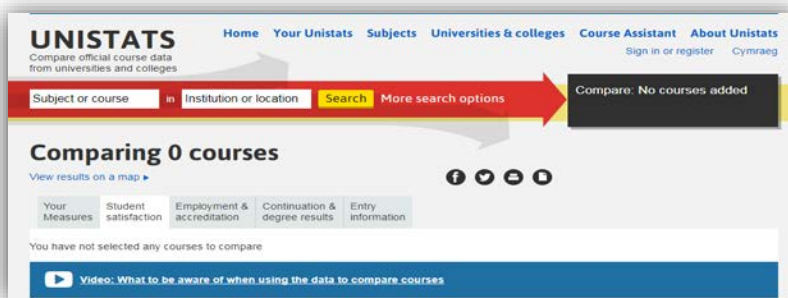 UNISTATS
Compare official course data
from universities and colleges
Home Your Unistats Subjects Universities & colleges Course Assistant About Unistats
Sign in or register Cymraeg
Subject or course in Institution or location Search More search options
Compare: No courses added
Comparing 0 courses
View results on a map
Your Measures
Student satisfaction
Employment & accreditation
Continuation & degree results
Entry information
You have not selected any courses to compare
Video: What to be aware of when using the data to compare courses